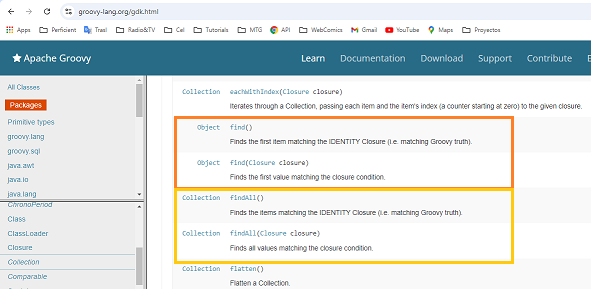 groovy-lang.org/gdk.html
Apps Perficient Trasl Radio&TV Cel Tutorials MTG API WebComics Gmail YouTube Maps Proyectos
Apache Groovy Learn Documentation Download Support Contribute E
All Classes
Packages
Primitive types
groovy.lang
groovy.sql
java.awt
java.io
java.lang
ChronoPeriod
Class
ClassLoader
Closure
Collection
Comparable
Collection eachWithIndex(Closure closure)
Iterates through a Collection, passing each item and the item's index (a counter starting at zero) to the given closure.
Object find()
Finds the first item matching the IDENTITY Closure (i.e. matching Groovy truth).
Object find(Closure closure)
Finds the first value matching the closure condition.
Collection findAll()
Finds the items matching the IDENTITY Closure (i.e. matching Groovy truth).
Collection findAll(Closure closure)
Finds all values matching the closure condition.
Collection flatten()
Flatten a Collection.